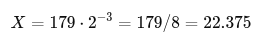 X = 179 · 2⁻³ = 179/8 = 22.375